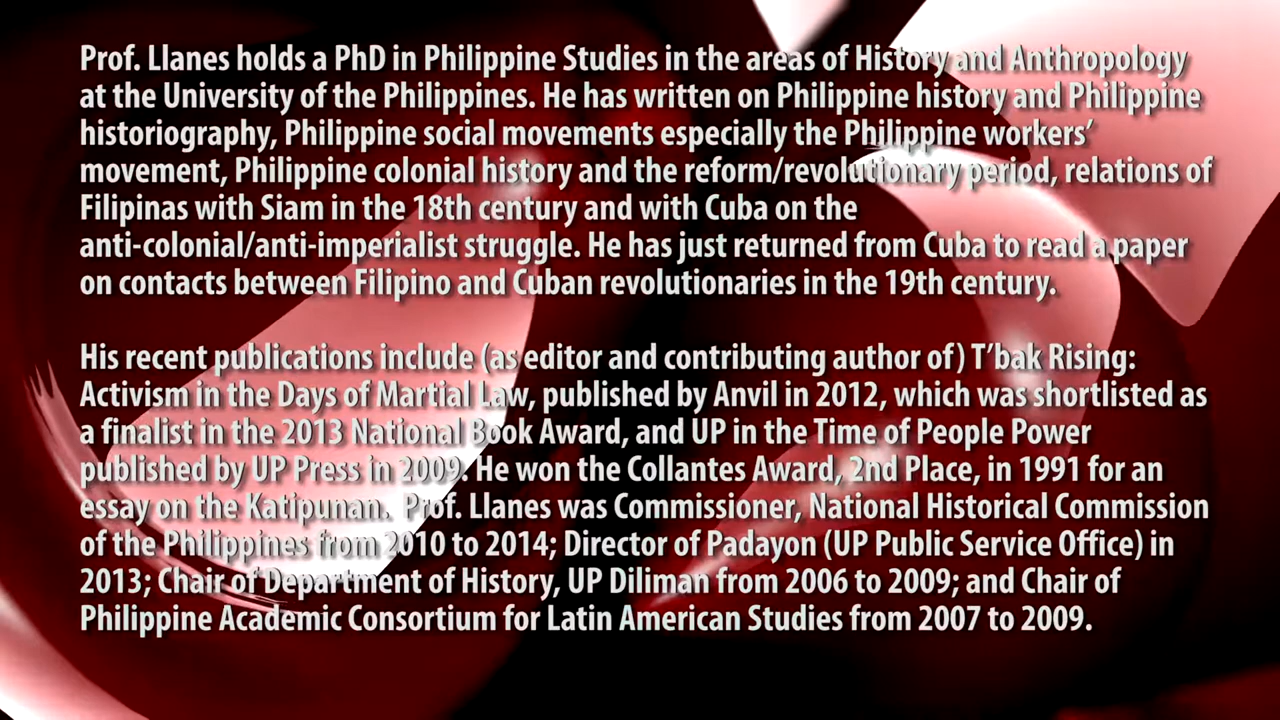 Prof. Llanes holds a PhD in Philippine Studies in the areas of History and Anthropology
at the University of the Philippines. He has written on Philippine history and Philippine
historiography, Philippine social movements especially the Philippine workers’
movement, Philippine colonial history and the reform/revolutionary period, relations of
Filipinas with Siam in the 18th century and with Cuba on the
anti-colonial/anti-imperialist struggle. He has just returned from Cuba to read a paper
on contacts between Filipino and Cuban revolutionaries in the 19th century.
His recent publications include (as editor and contributing author of) T’bak Rising:
Activism in the Days of Martial Law, published by Anvil in 2012, which was shortlisted as
a finalist in the 2013 National Book Award, and UP in the Time of People Power
published by UP Press in 2009. He won the Collantes Award, 2nd Place, in 1991 for an
essay on the Katipunan. Prof. Llanes was Commissioner, National Historical Commission
of the Philippines from 2010 to 2014; Director of Padayon (UP Public Service Office) in
2013; Chair of Department of History, UP Diliman from 2006 to 2009; and Chair of
Philippine Academic Consortium for Latin American Studies from 2007 to 2009.